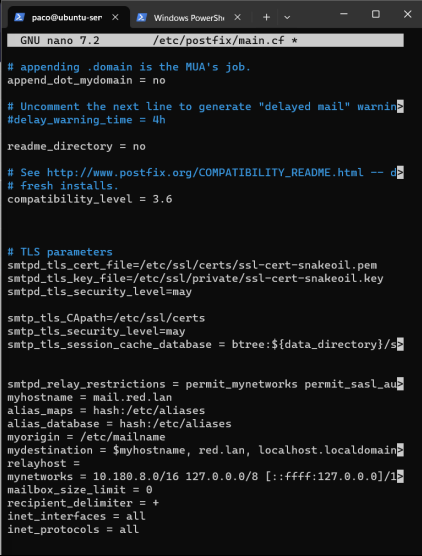 paco@ubuntu-ser
Windows PowerShe
GNU nano 7.2 /etc/postfix/main.cf *
# appending .domain is the MUA's job.
append_dot_mydomain = no
# Uncomment the next line to generate "delayed mail" warnin>
#delay_warning_time = 4h
readme_directory = no
# See http://www.postfix.org/COMPATIBILITY_README.html -- d>
# fresh installs.
compatibility_level = 3.6
# TLS parameters
smtpd_tls_cert_file=/etc/ssl/certs/ssl-cert-snakeoil.pem
smtpd_tls_key_file=/etc/ssl/private/ssl-cert-snakeoil.key
smtpd_tls_security_level=may
smtp_tls_CApath=/etc/ssl/certs
smtp_tls_security_level=may
smtp_tls_session_cache_database = btree:${data_directory}/s>
smtpd_relay_restrictions = permit_mynetworks permit_sasl_au>
myhostname = mail.red.lan
alias_maps = hash:/etc/aliases
alias_database = hash:/etc/aliases
myorigin = /etc/mailname
mydestination = $myhostname, red.lan, localhost.localdomain>
relayhost =
mynetworks = 10.180.8.0/16 127.0.0.0/8 [::ffff:127.0.0.0]/1>
mailbox_size_limit = 0
recipient_delimiter = +
inet_interfaces = all
inet_protocols = all